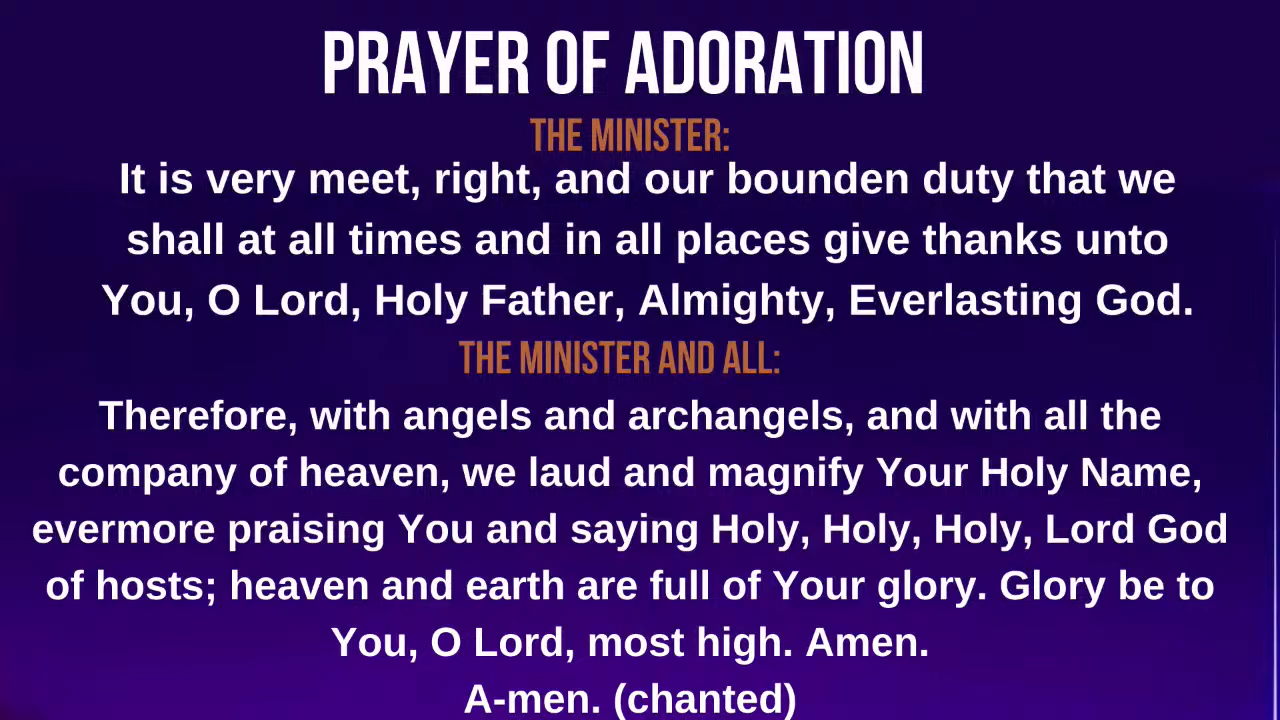 PRAYER OF ADORATION
THE MINISTER:
It is very meet, right, and our bounden duty that we
shall at all times and in all places give thanks unto
You, O Lord, Holy Father, Almighty, Everlasting God.
THE MINISTER AND ALL:
Therefore, with angels and archangels, and with all the
company of heaven, we laud and magnify Your Holy Name,
evermore praising You and saying Holy, Holy, Holy, Lord God
of hosts; heaven and earth are full of Your glory. Glory be to
You, O Lord, most high. Amen.
A-men. (chanted)